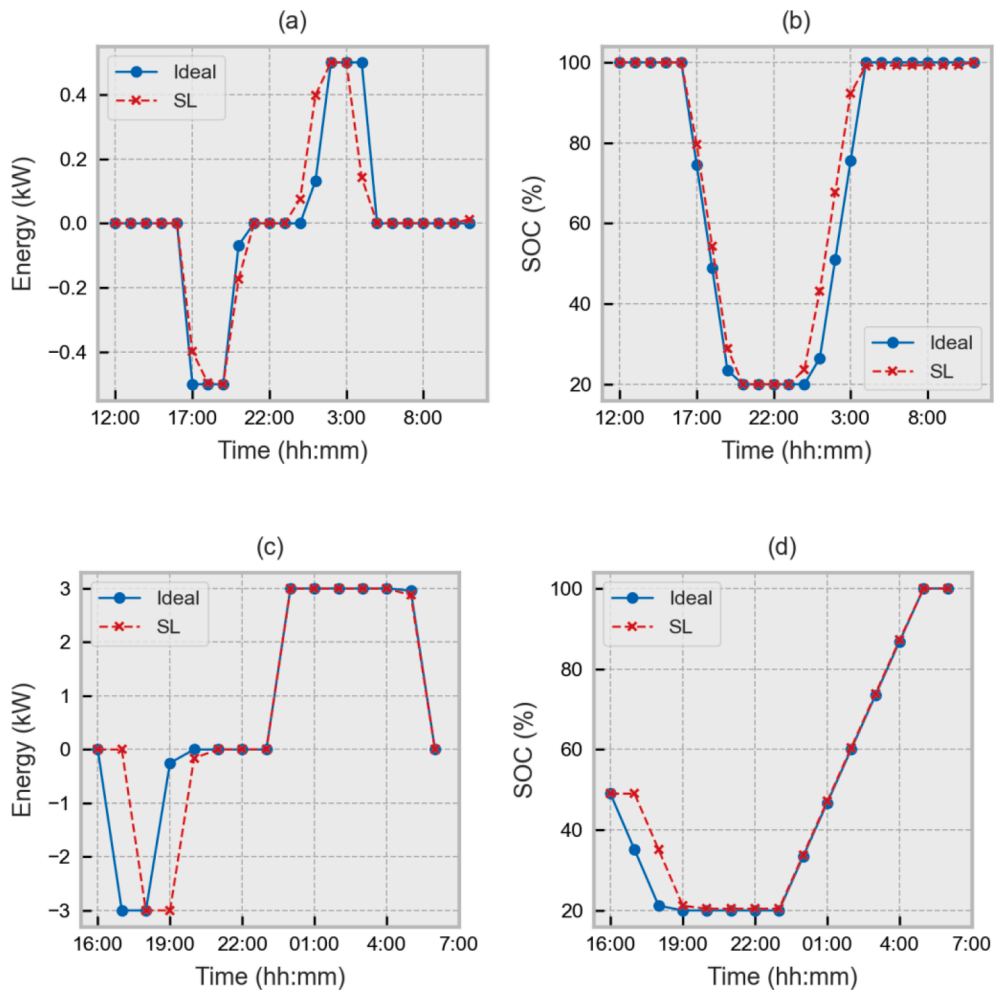 (a)
Ideal
SL
0.4
0.2
0.0
−0.2
−0.4
Energy (kW)
12:00 17:00 22:00 3:00 8:00
Time (hh:mm)
(b)
100
80
60
40
20
SOC (%)
Ideal
SL
12:00 17:00 22:00 3:00 8:00
Time (hh:mm)
(c)
Ideal
SL
3
2
1
0
−1
−2
−3
Energy (kW)
16:00 19:00 22:00 01:00 4:00 7:00
Time (hh:mm)
(d)
Ideal
SL
100
80
60
40
20
SOC (%)
16:00 19:00 22:00 01:00 4:00 7:00
Time (hh:mm)